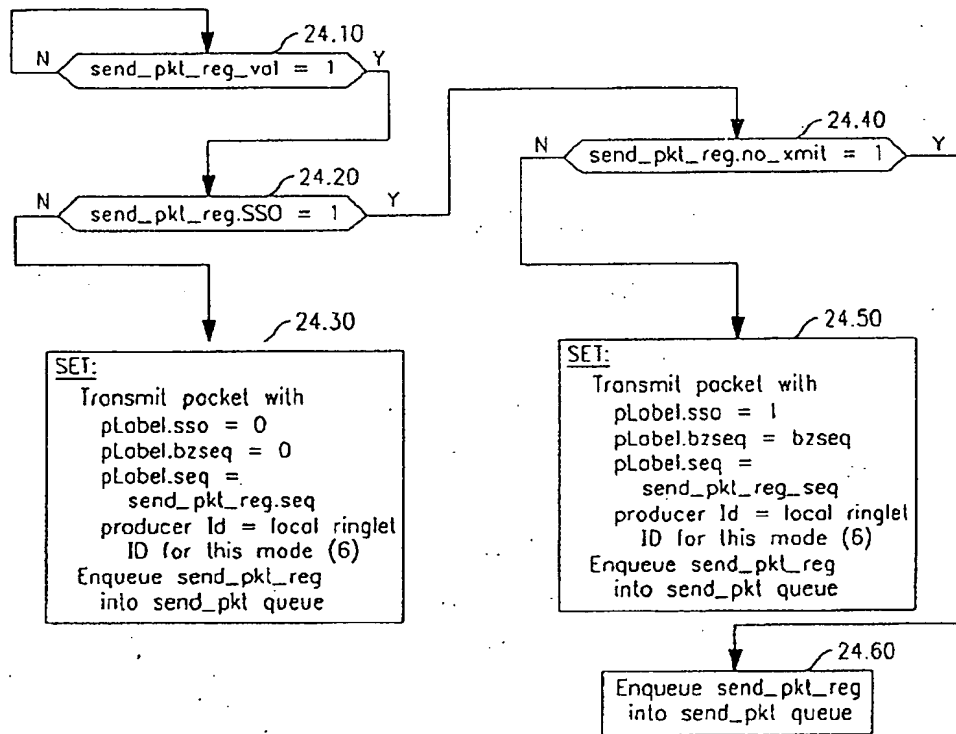 24.10
N
send_pkt_reg_val = 1
Y
24.20
N
send_pkt_reg.SSO = 1
Y
24.30
SET:
Transmit packet with
pLabel.sso = 0
pLabel.bzseq = 0
pLabel.seq =
send_pkt_reg.seq
producer Id = local ringlet
ID for this mode (6)
Enqueue send_pkt_reg
into send_pkt queue
24.40
N
send_pkt_reg.no_xmit = 1
Y
24.50
SET:
Transmit packet with
pLabel.sso = 1
pLabel.bzseq = bzseq
pLabel.seq =
send_pkt_reg_seq
producer Id = local ringlet
ID for this mode (6)
Enqueue send_pkt_reg
into send_pkt queue
24.60
Enqueue send_pkt_reg
into send_pkt queue